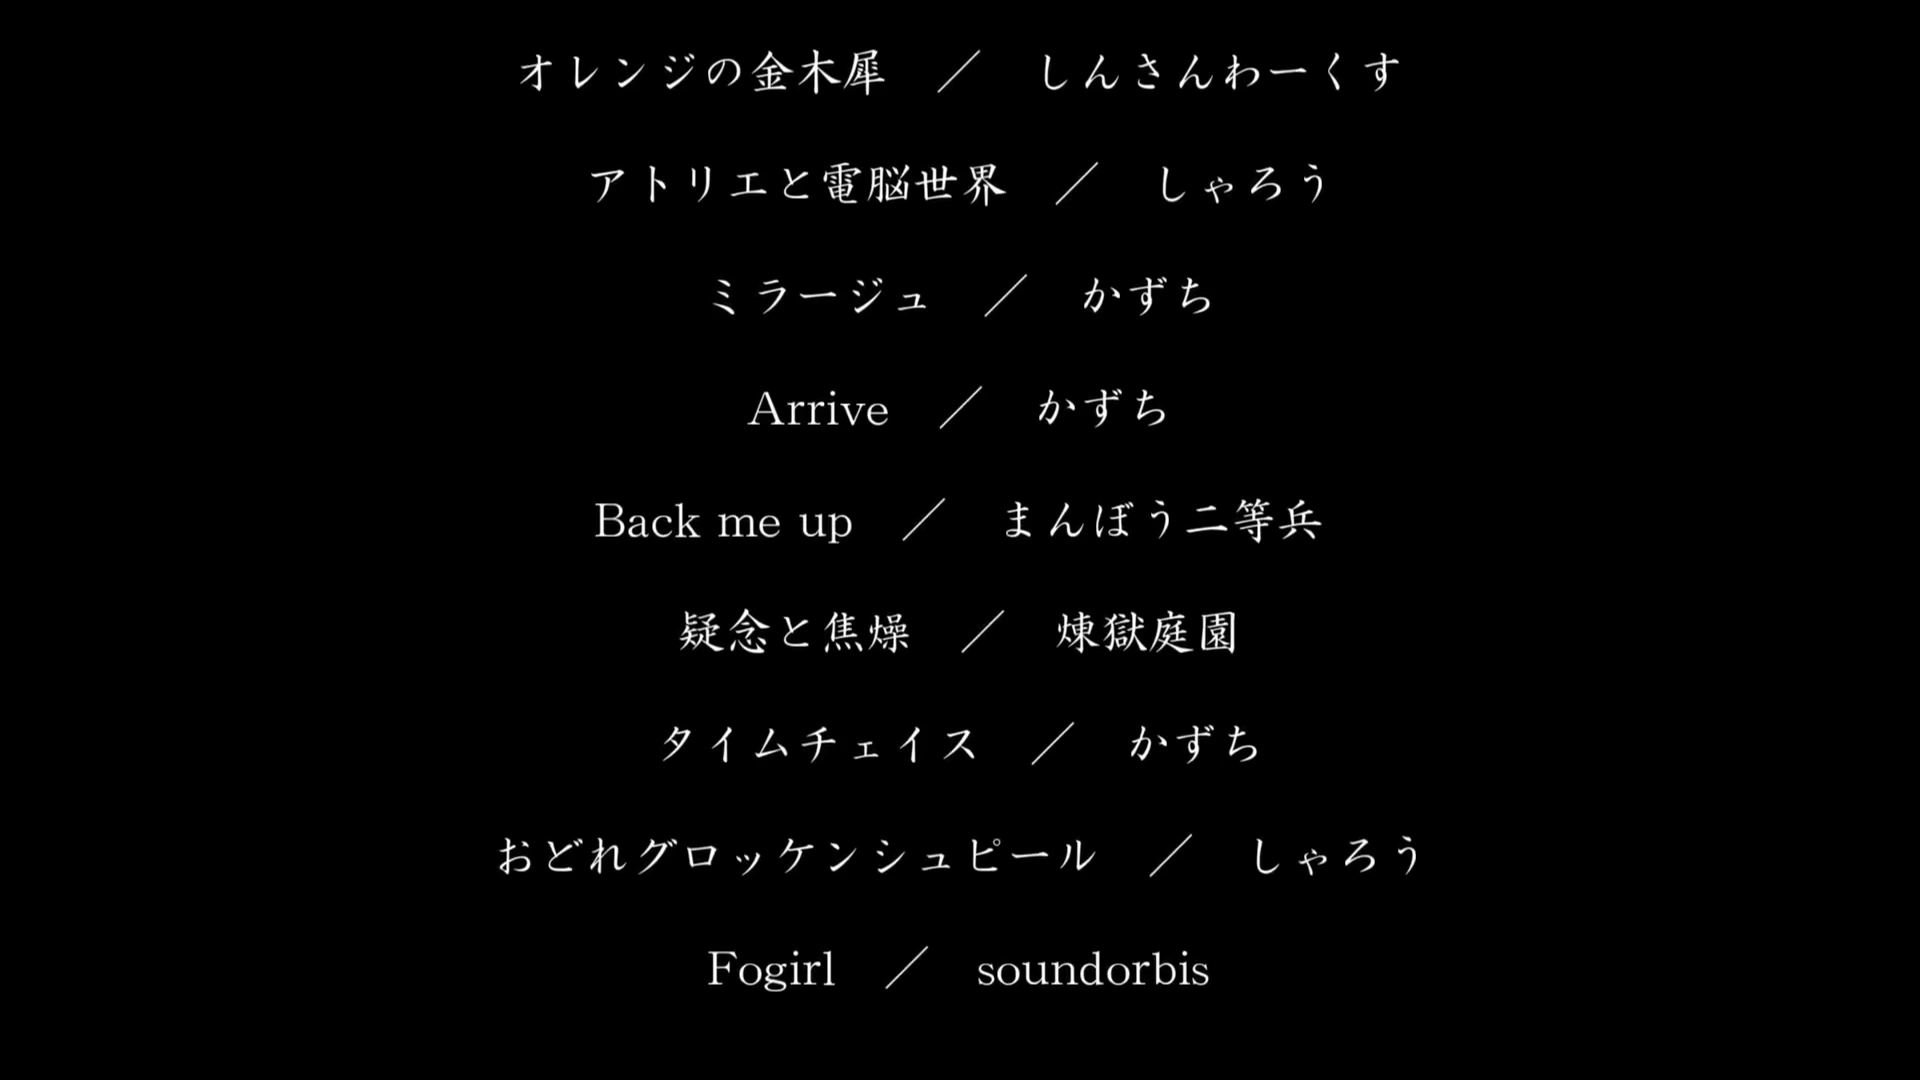 オレンジの金木犀　／　しんさんわーくす
アトリエと電脳世界　／　しゃろう
ミラージュ　／　かずち
Arrive　／　かずち
Back me up　／　まんぼう二等兵
疑念と焦燥　／　煉獄庭園
タイムチェイス　／　かずち
おどれグロッケンシュピール　／　しゃろう
Fogirl　／　soundorbis